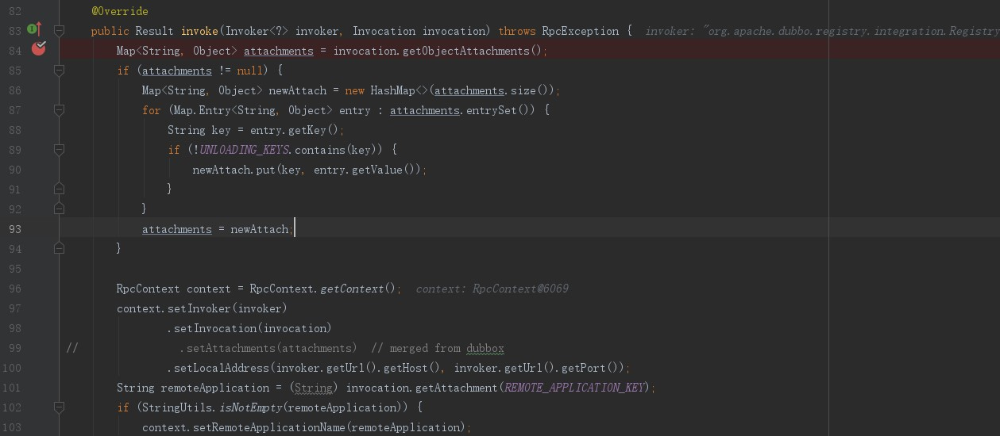 82 @Override
83 public Result invoke(Invoker<?> invoker, Invocation invocation) throws RpcException { invoker: "org.apache.dubbo.registry.integration.Registry
84 Map<String, Object> attachments = invocation.getObjectAttachments();
85 if (attachments != null) {
86 Map<String, Object> newAttach = new HashMap<>(attachments.size());
87 for (Map.Entry<String, Object> entry : attachments.entrySet()) {
88 String key = entry.getKey();
89 if (!UNLOADING_KEYS.contains(key)) {
90 newAttach.put(key, entry.getValue());
91 }
92 }
93 attachments = newAttach;
94 }
95
96 RpcContext context = RpcContext.getContext(); context: RpcContext@6069
97 context.setInvoker(invoker)
98 .setInvocation(invocation)
99 // .setAttachments(attachments) // merged from dubbox
100 .setLocalAddress(invoker.getUrl().getHost(), invoker.getUrl().getPort());
101 String remoteApplication = (String) invocation.getAttachment(REMOTE_APPLICATION_KEY);
102 if (StringUtils.isNotEmpty(remoteApplication)) {
103 context.setRemoteApplicationName(remoteApplication);